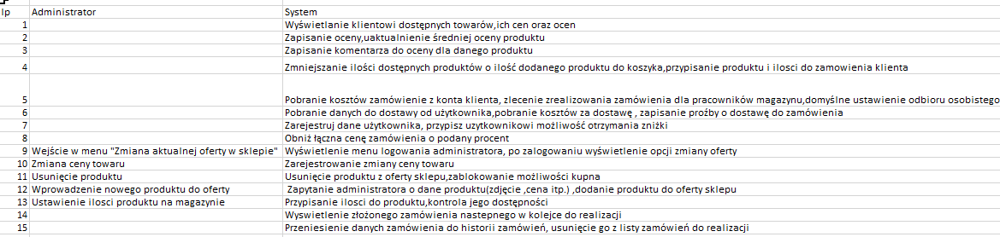 lp Administrator System
1 Wyświetlanie klientowi dostępnych towarów,ich cen oraz ocen
2 Zapisanie oceny,uaktualnienie średniej oceny produktu
3 Zapisanie komentarza do oceny dla danego produktu
4 Zmniejszanie ilości dostępnych produktów o ilość dodanego produktu do koszyka,przypisanie produktu i ilosci do zamowienia klienta
5 Pobranie kosztów zamówienie z konta klienta, zlecenie zrealizowania zamówienia dla pracowników magazynu,domyślne ustawienie odbioru osobistego
6 Pobranie danych do dostawy od użytkownika,pobranie kosztów za dostawę , zapisanie proźby o dostawę do zamówienia
7 Zarejestruj dane użytkownika, przypisz uzytkownikowi możliwość otrzymania zniżki
8 Obniż łączna cenę zamówienia o podany procent
9 Wejście w menu "Zmiana aktualnej oferty w sklepie" Wyświetlenie menu logowania administratora, po zalogowaniu wyświetlenie opcji zmiany oferty
10 Zmiana ceny towaru Zarejestrowanie zmiany ceny towaru
11 Usunięcie produktu Usunięcie produktu z oferty sklepu,zablokowanie możliwości kupna
12 Wprowadzenie nowego produktu do oferty Zapytanie administratora o dane produktu(zdjęcie ,cena itp.) ,dodanie produktu do oferty sklepu
13 Ustawienie ilosci produktu na magazynie Przypisanie ilosci do produktu,kontrola jego dostępności
14 Wyswietlenie złożonego zamówienia nastepnego w kolejce do realizacji
15 Przeniesienie danych zamówienia do historii zamówień, usunięcie go z listy zamówień do realizacji